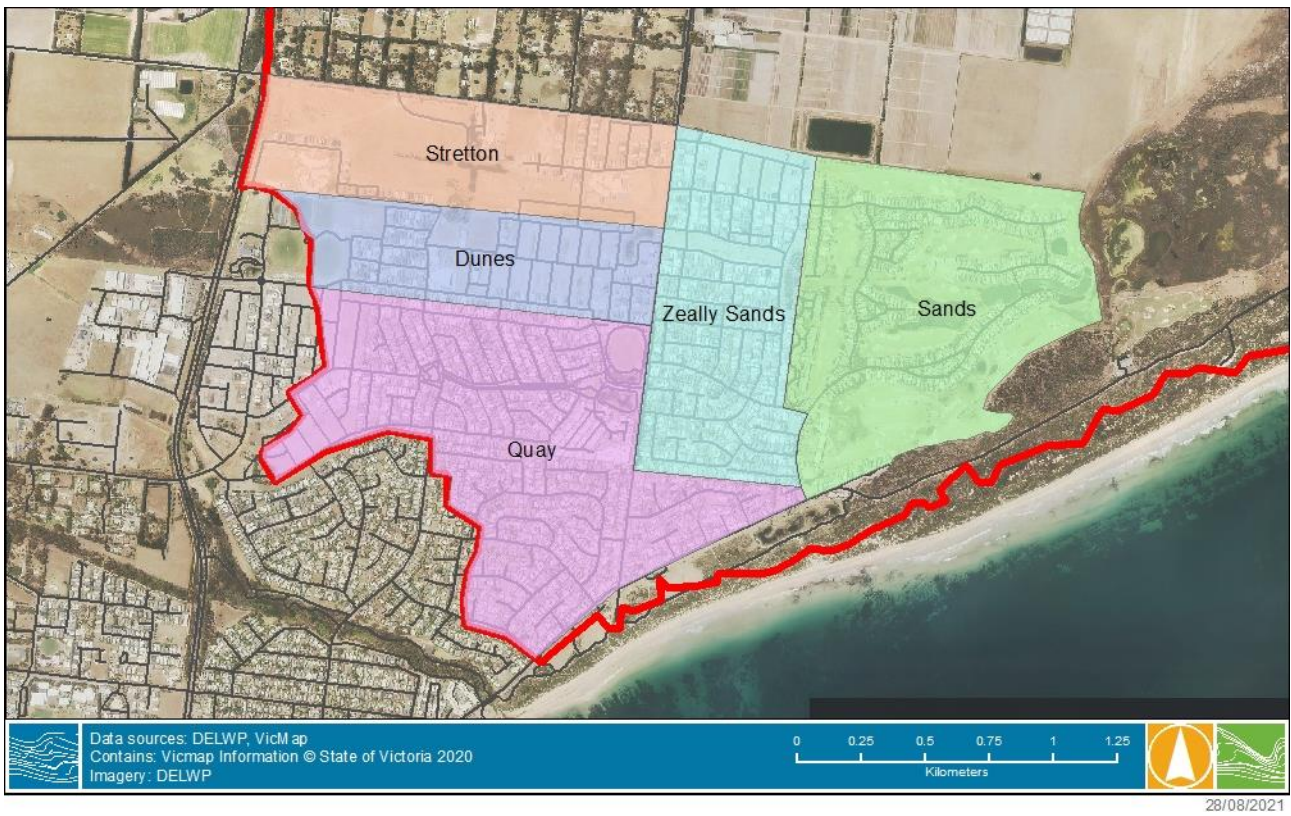 Stretton
Dunes
Zeally Sands
Sands
Quay
Data sources: DELWP, VicMap
Contains: Vicmap Information © State of Victoria 2020
Imagery: DELWP
0 0.25 0.5 0.75 1 1.25
Kilometers
28/08/2021